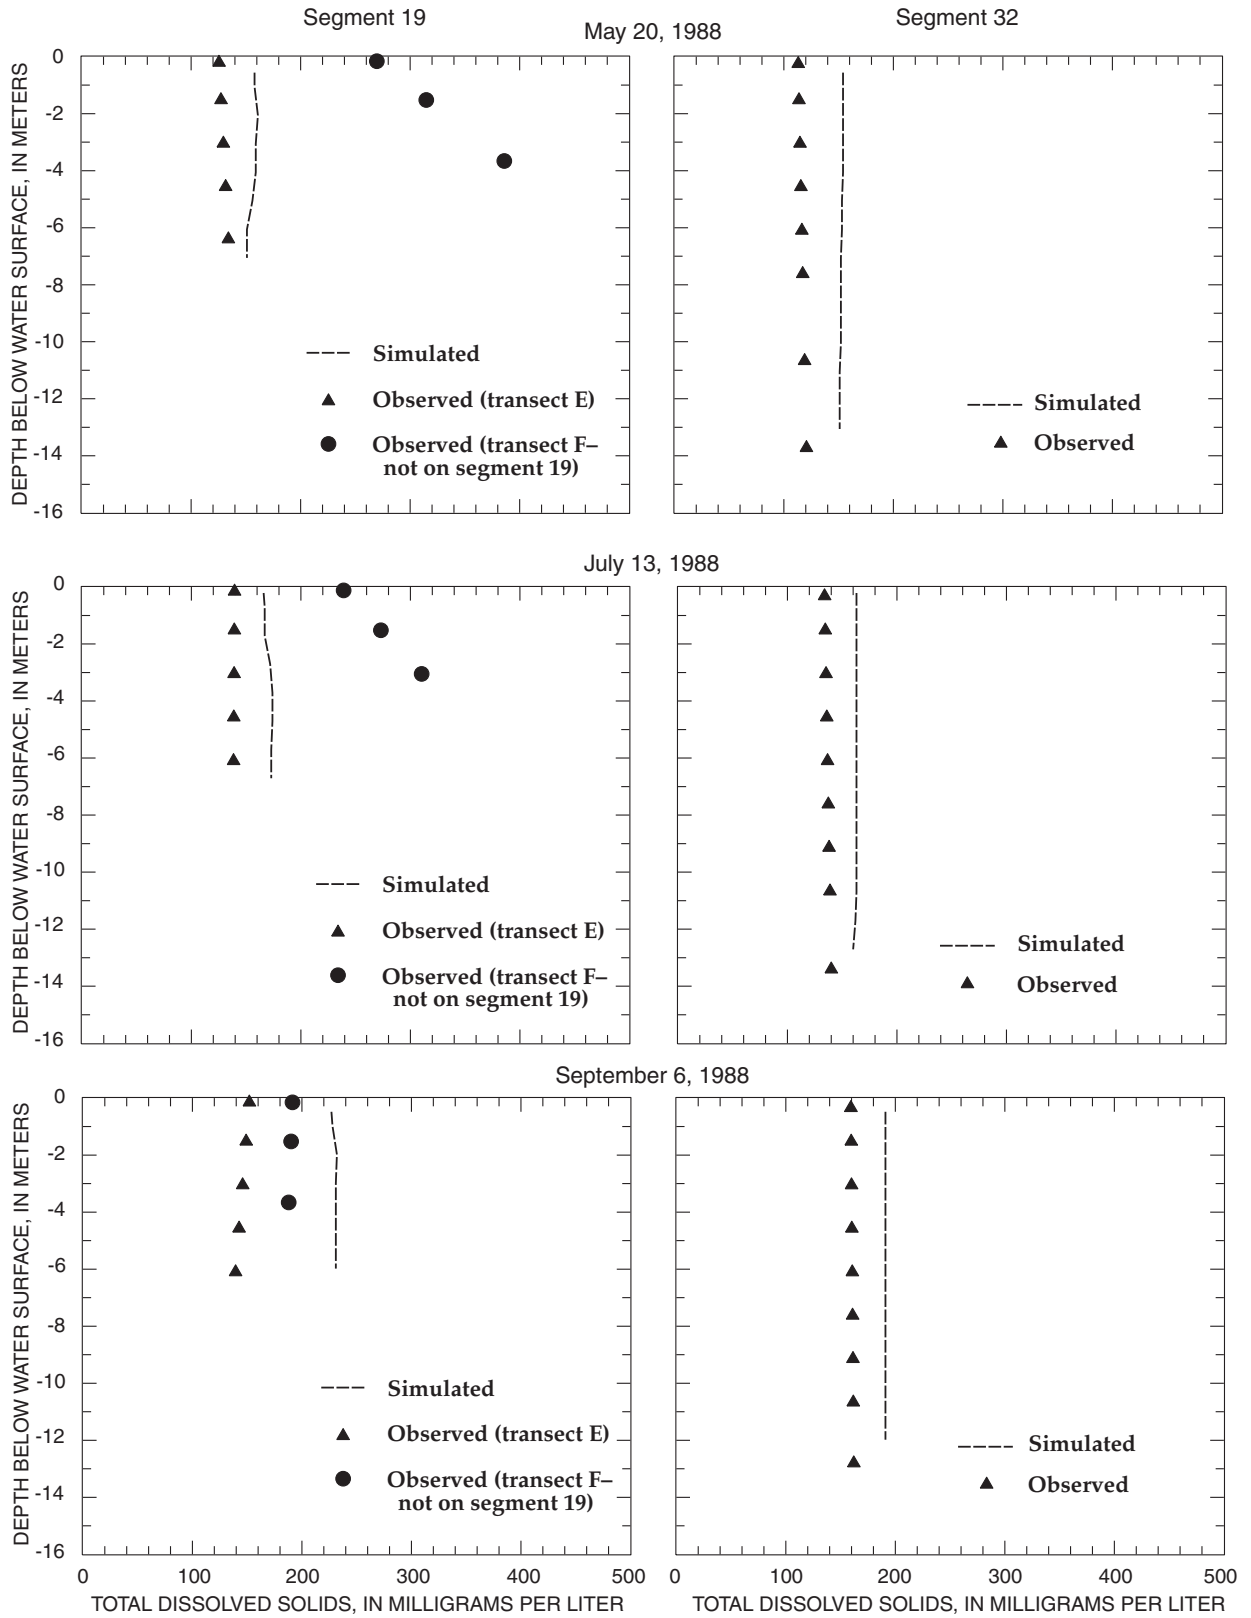 Segment 19
Segment 32
May 20, 1988
DEPTH BELOW WATER SURFACE, IN METERS
0
-2
-4
-6
-8
-10
-12
-14
-16
Simulated
Observed (transect E)
Observed (transect F–
not on segment 19)
Simulated
Observed
July 13, 1988
DEPTH BELOW WATER SURFACE, IN METERS
0
-2
-4
-6
-8
-10
-12
-14
-16
Simulated
Observed (transect E)
Observed (transect F–
not on segment 19)
Simulated
Observed
September 6, 1988
DEPTH BELOW WATER SURFACE, IN METERS
0
-2
-4
-6
-8
-10
-12
-14
-16
Simulated
Observed (transect E)
Observed (transect F–
not on segment 19)
Simulated
Observed
0 100 200 300 400 500
0 100 200 300 400 500
TOTAL DISSOLVED SOLIDS, IN MILLIGRAMS PER LITER
TOTAL DISSOLVED SOLIDS, IN MILLIGRAMS PER LITER